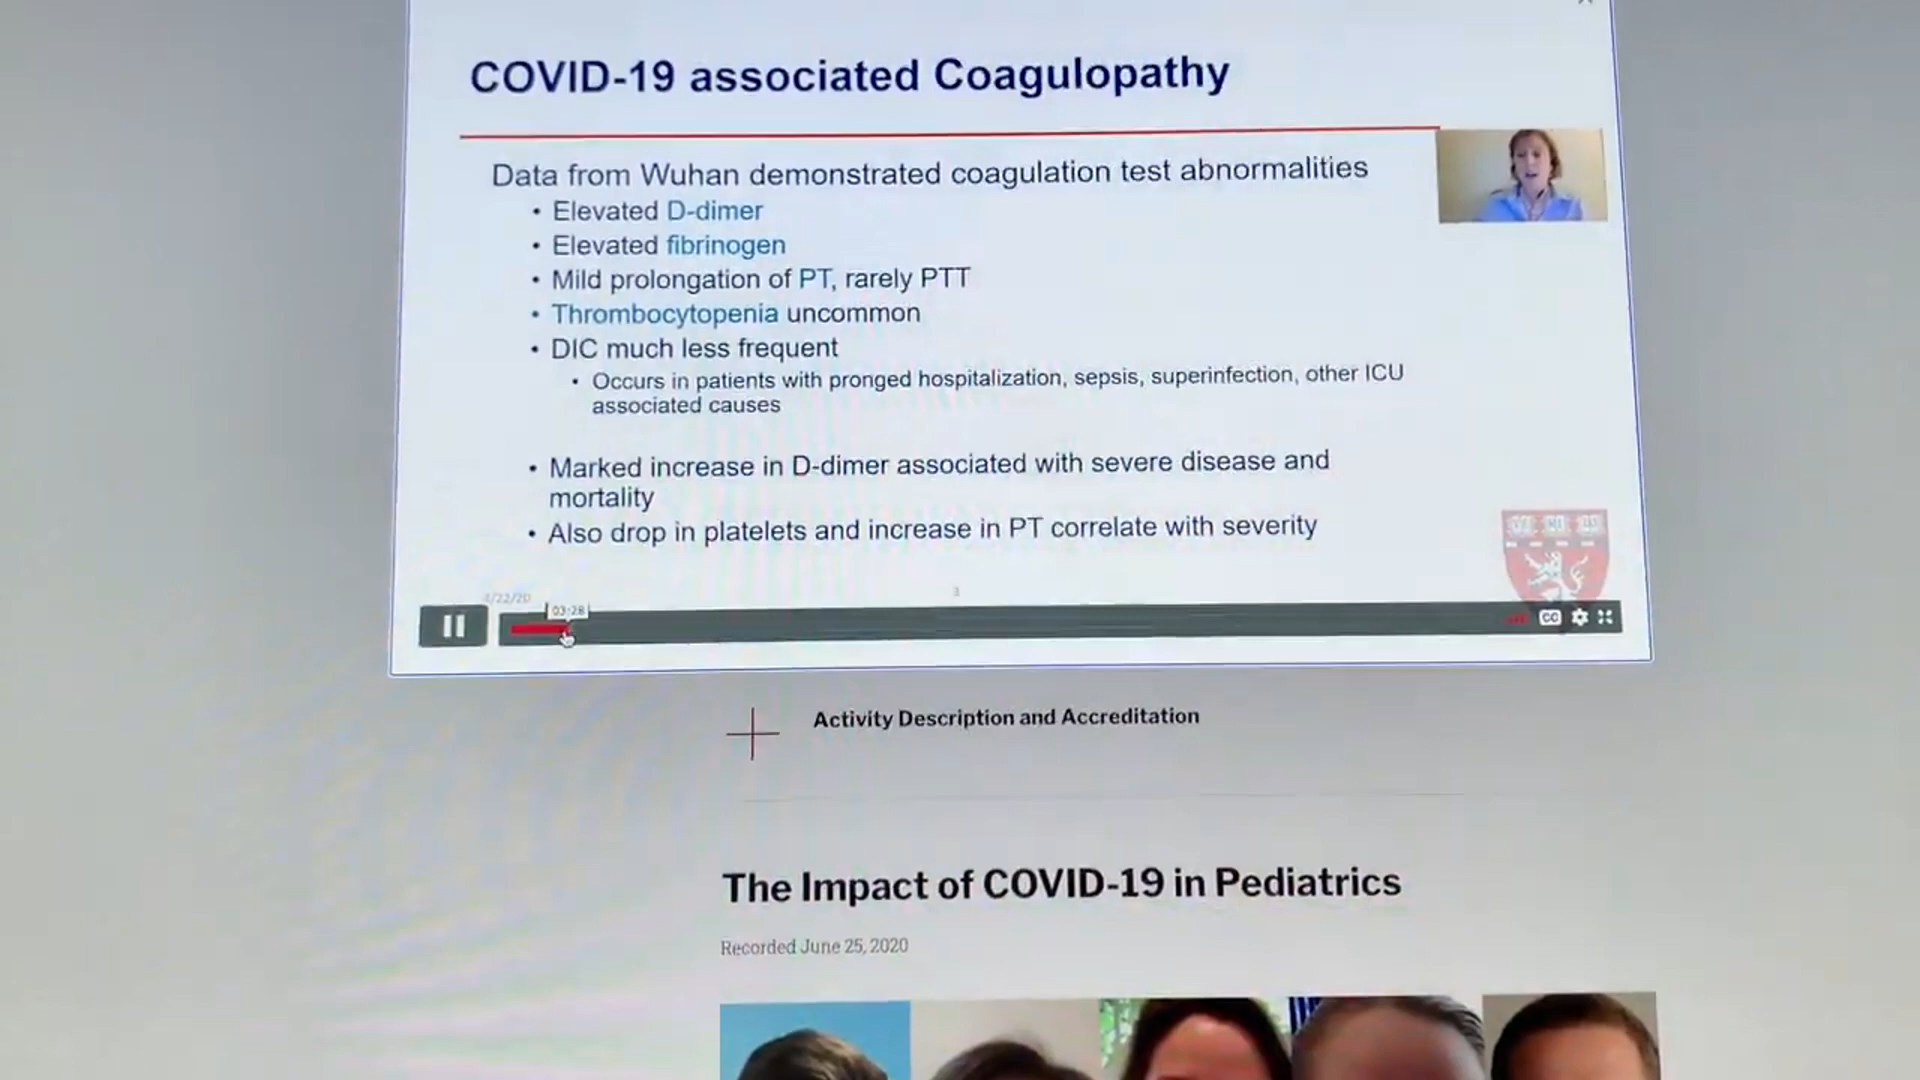 COVID-19 associated Coagulopathy
Data from Wuhan demonstrated coagulation test abnormalities
• Elevated D-dimer
• Elevated fibrinogen
• Mild prolongation of PT, rarely PTT
• Thrombocytopenia uncommon
• DIC much less frequent
• Occurs in patients with pronged hospitalization, sepsis, superinfection, other ICU
associated causes
• Marked increase in D-dimer associated with severe disease and
mortality
• Also drop in platelets and increase in PT correlate with severity
3
03:28
CC
Activity Description and Accreditation
The Impact of COVID-19 in Pediatrics
Recorded June 25, 2020